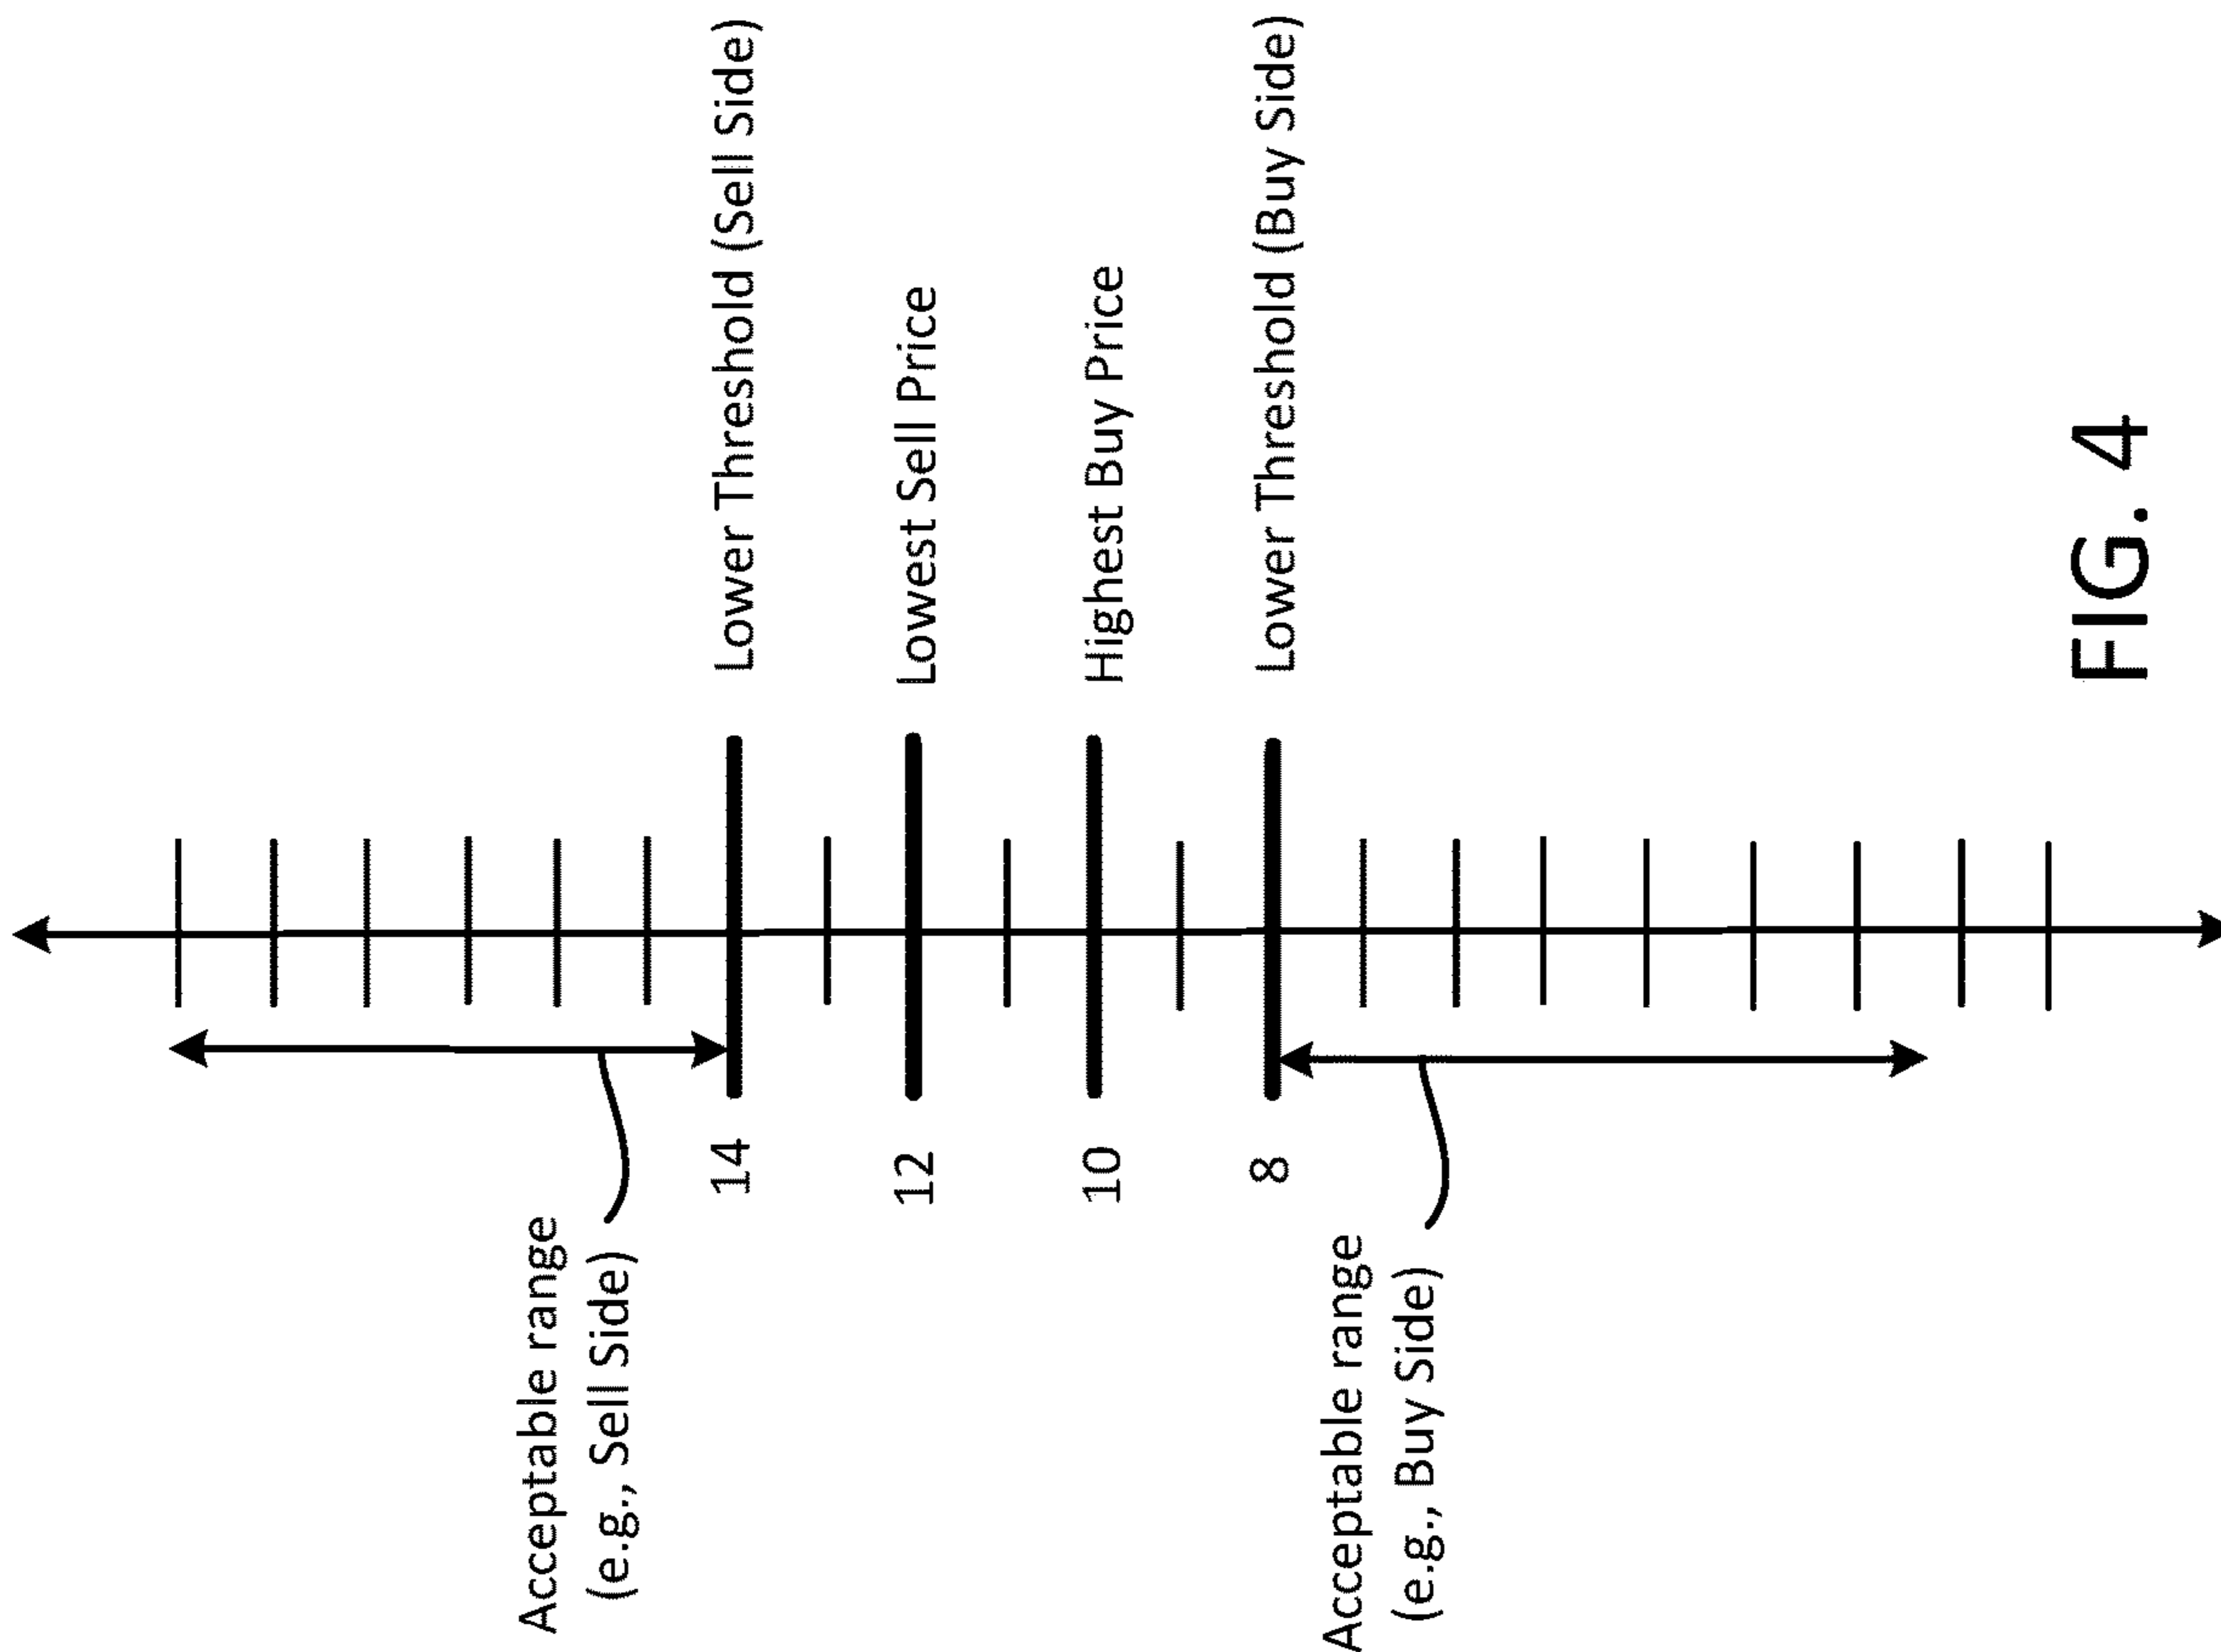 Acceptable range
(e.g., Sell Side)
14
Lower Threshold (Sell Side)
12
Lowest Sell Price
10
Highest Buy Price
8
Lower Threshold (Buy Side)
Acceptable range
(e.g., Buy Side)
FIG. 4